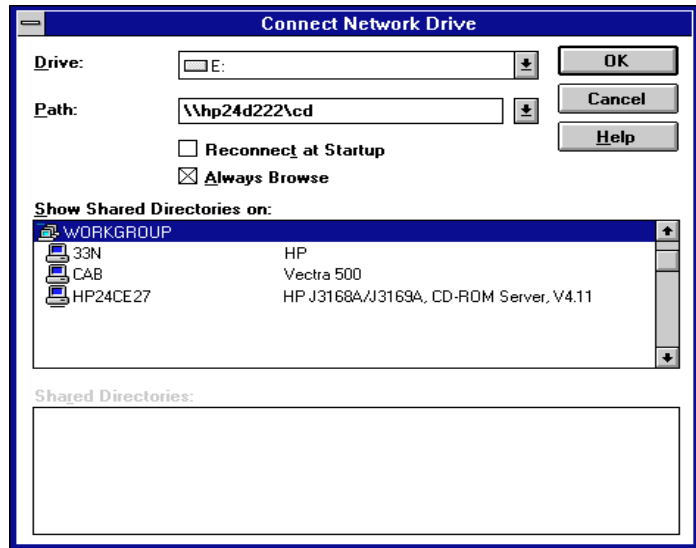 Connect Network Drive
Drive: E: OK
Path: \\hp24d222\cd Cancel
Reconnect at Startup Help
Always Browse
Show Shared Directories on:
WORKGROUP
33N HP
CAB Vectra 500
HP24CE27 HP J3168A/J3169A, CD-ROM Server, V4.11
Shared Directories: